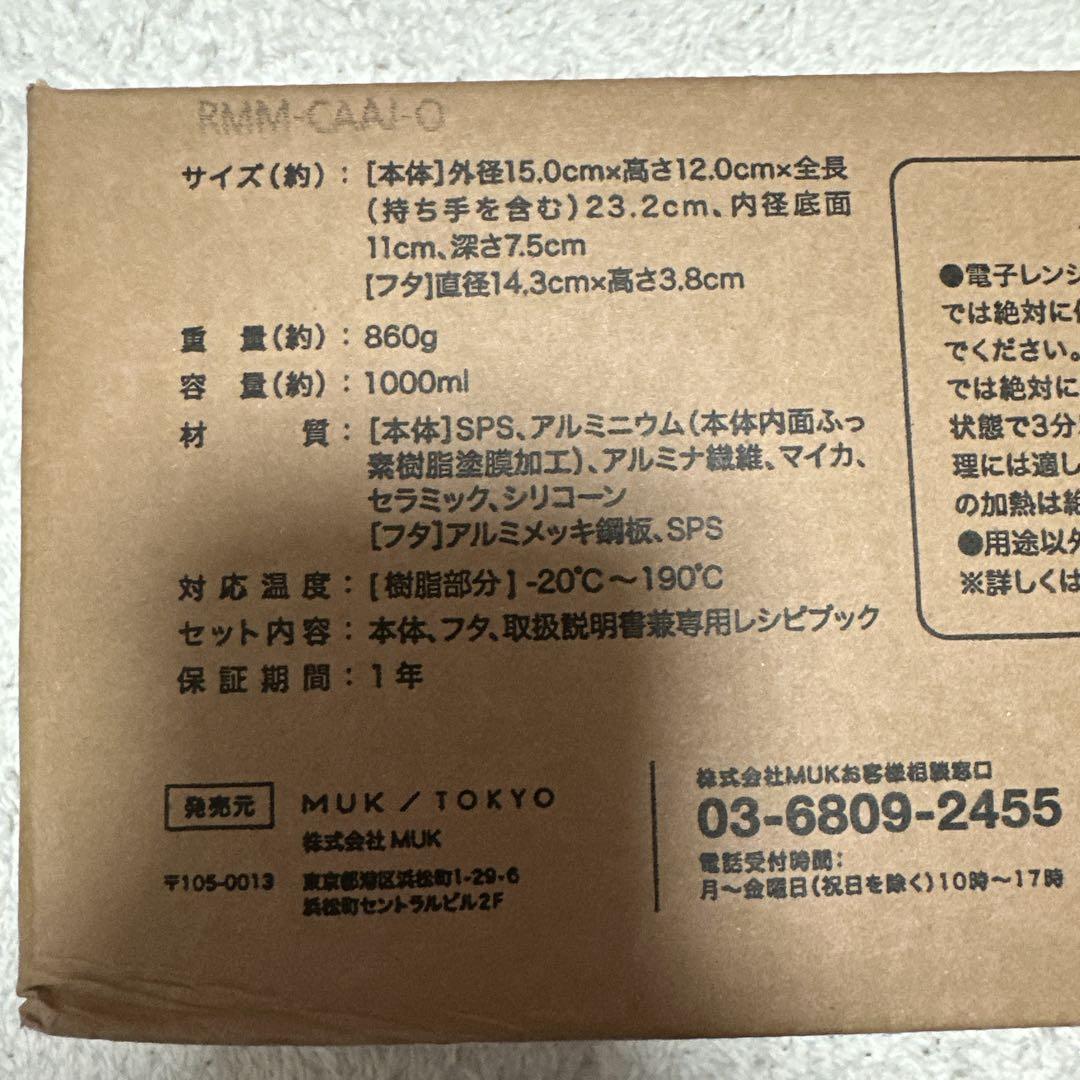 RMM-CAAJ-O
サイズ(約)：[本体]外径15.0cm×高さ12.0cm×全長
(持ち手を含む)23.2cm、内径底面
11cm、深さ7.5cm
[フタ]直径14.3cm×高さ3.8cm
重量(約)：860g
容量(約)：1000ml
材質：[本体]SPS、アルミニウム(本体内面ふっ
素樹脂塗膜加工)、アルミナ繊維、マイカ、
セラミック、シリコーン
[フタ]アルミメッキ鋼板、SPS
対応温度：[樹脂部分]-20℃～190℃
セット内容：本体、フタ、取扱説明書兼専用レシピブック
保証期間：1年
●電子レンジ
では絶対に
でください。
では絶対に
状態で3分
理には適し
の加熱は絶
●用途以外
※詳しくは
発売元 MUK / TOKYO
株式会社MUK
〒105-0013 東京都港区浜松町1-29-6
浜松町セントラルビル2F
株式会社MUKお客様相談窓口
03-6809-2455
電話受付時間：
月～金曜日(祝日を除く)10時～17時